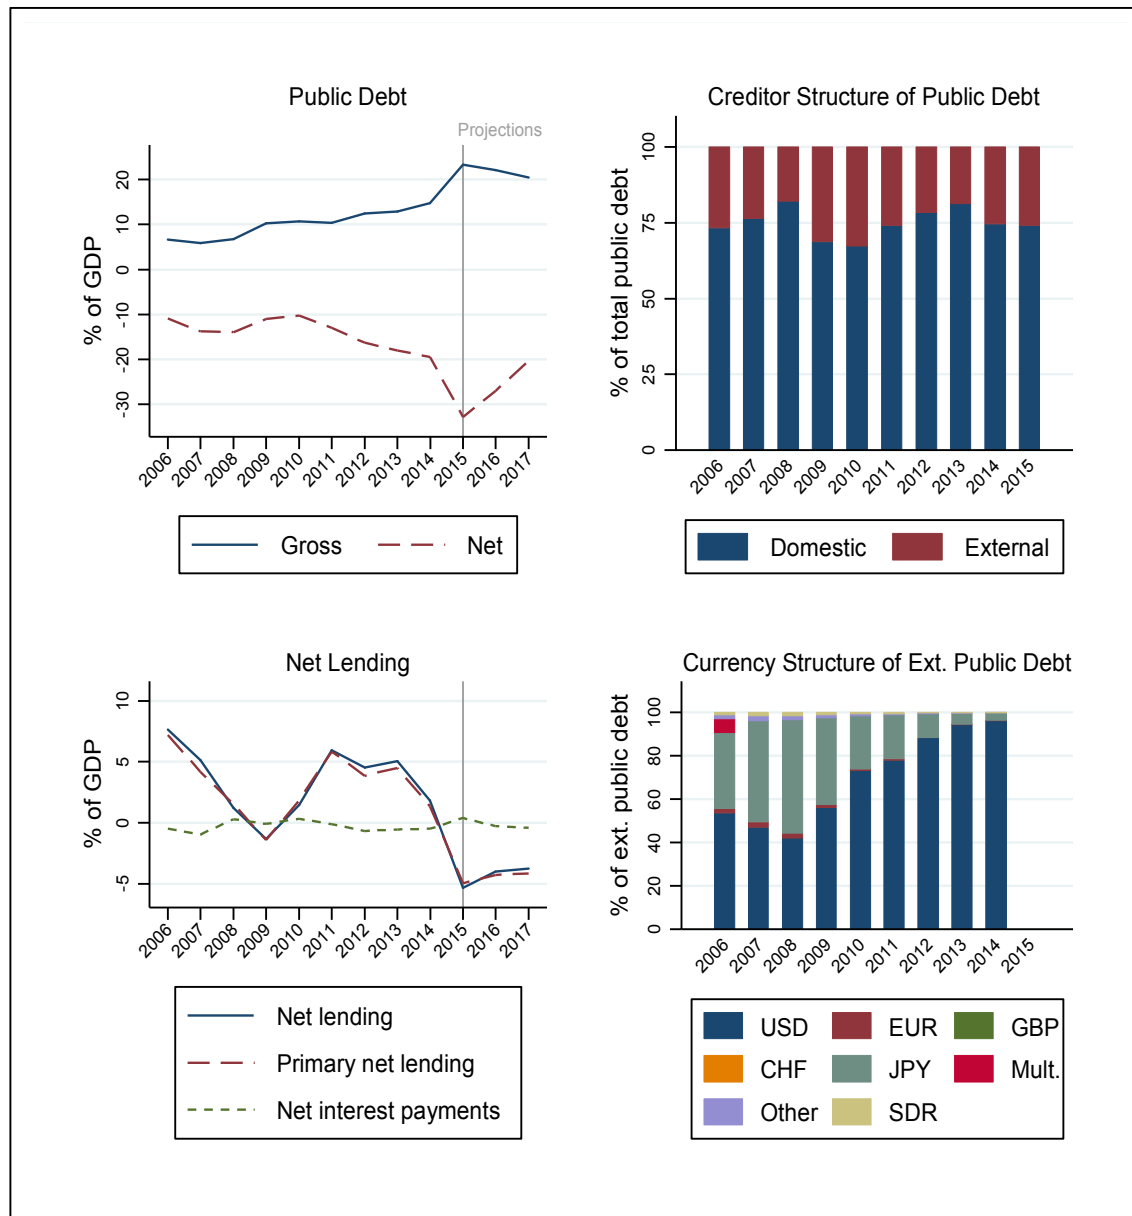 Public Debt
Projections
% of GDP
20
10
0
-10
-20
-30
2006 2007 2008 2009 2010 2011 2012 2013 2014 2015 2016 2017
Gross Net
Creditor Structure of Public Debt
% of total public debt
100
75
50
25
0
2006 2007 2008 2009 2010 2011 2012 2013 2014 2015
Domestic External
Net Lending
% of GDP
10
5
0
-5
2006 2007 2008 2009 2010 2011 2012 2013 2014 2015 2016 2017
Net lending
Primary net lending
Net interest payments
Currency Structure of Ext. Public Debt
% of ext. public debt
100
80
60
40
20
0
2006 2007 2008 2009 2010 2011 2012 2013 2014 2015
USD EUR GBP
CHF JPY Mult.
Other SDR